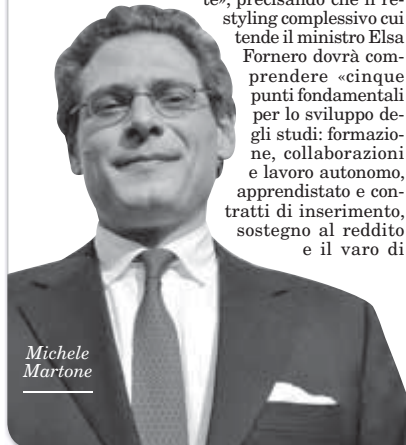 te», precisando che il re-
styling complessivo cui
tende il ministro Elsa
Fornero dovrà com-
prendere «cinque
punti fondamentali
per lo sviluppo de-
gli studi: formazio-
ne, collaborazioni
e lavoro autonomo,
apprendistato e con-
tratti di inserimento,
sostegno al reddito
e il varo di
Michele
Martone